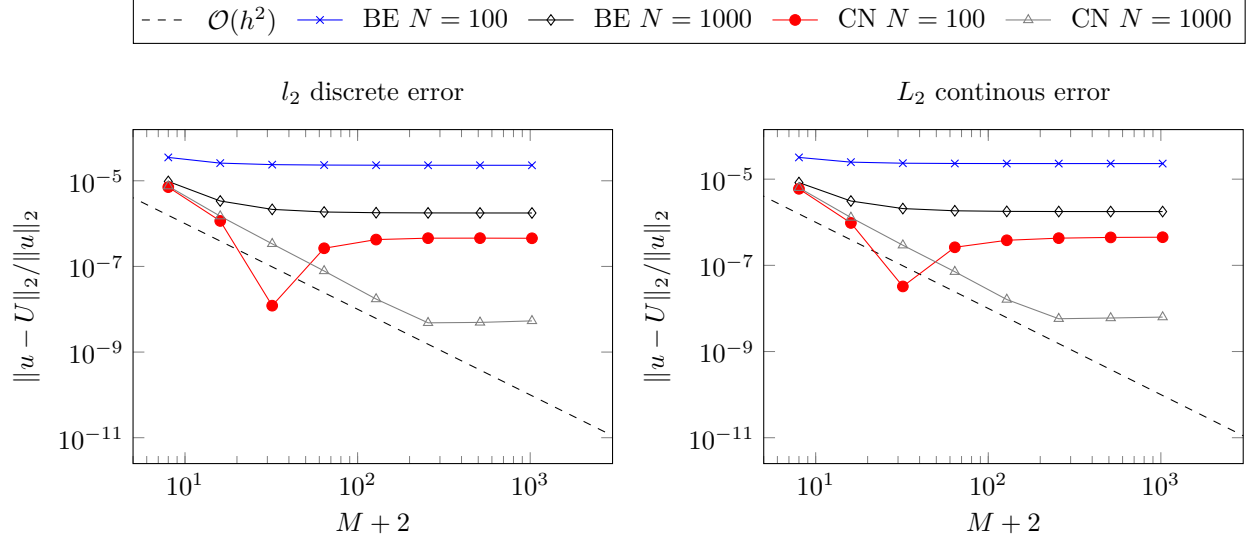 O(h²) BE N = 100 BE N = 1000 CN N = 100 CN N = 1000
l₂ discrete error
10⁻⁵
10⁻⁷
10⁻⁹
10⁻¹¹
‖u − U‖₂/‖u‖₂
10¹ 10² 10³
M + 2
L₂ continous error
10⁻⁵
10⁻⁷
10⁻⁹
10⁻¹¹
‖u − U‖₂/‖u‖₂
10¹ 10² 10³
M + 2